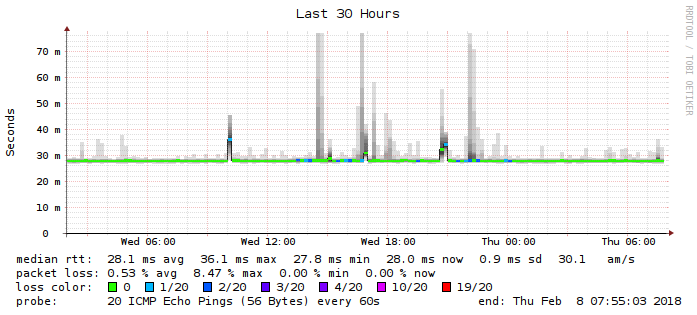 Last 30 Hours
RRDTOOL / TOBI OETIKER
Seconds
70 m
60 m
50 m
40 m
30 m
20 m
10 m
0
Wed 06:00 Wed 12:00 Wed 18:00 Thu 00:00 Thu 06:00
median rtt: 28.1 ms avg 36.1 ms max 27.8 ms min 28.0 ms now 0.9 ms sd 30.1 am/s
packet loss: 0.53 % avg 8.47 % max 0.00 % min 0.00 % now
loss color: 0 1/20 2/20 3/20 4/20 10/20 19/20
probe: 20 ICMP Echo Pings (56 Bytes) every 60s end: Thu Feb 8 07:55:03 2018